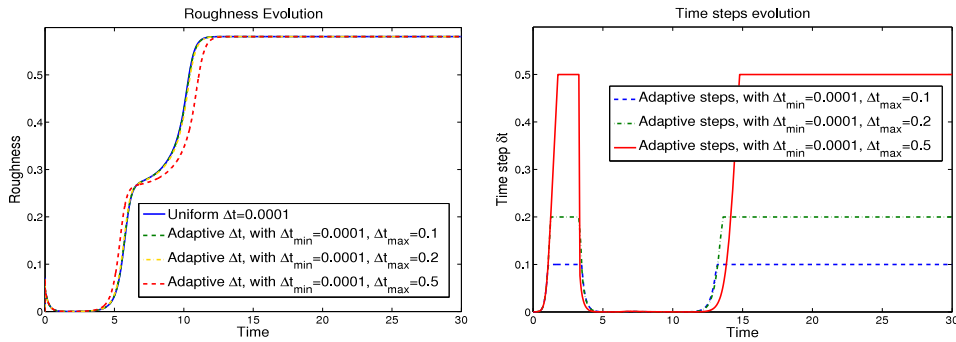 Roughness Evolution
Roughness
0.5
0.4
0.3
0.2
0.1
0
0 5 10 15 20 25 30
Time
Uniform Δt=0.0001
Adaptive Δt, with Δt_min=0.0001, Δt_max=0.1
Adaptive Δt, with Δt_min=0.0001, Δt_max=0.2
Adaptive Δt, with Δt_min=0.0001, Δt_max=0.5
Time steps evolution
Time step δt
0.5
0.4
0.3
0.2
0.1
0
0 5 10 15 20 25 30
Time
Adaptive steps, with Δt_min=0.0001, Δt_max=0.1
Adaptive steps, with Δt_min=0.0001, Δt_max=0.2
Adaptive steps, with Δt_min=0.0001, Δt_max=0.5